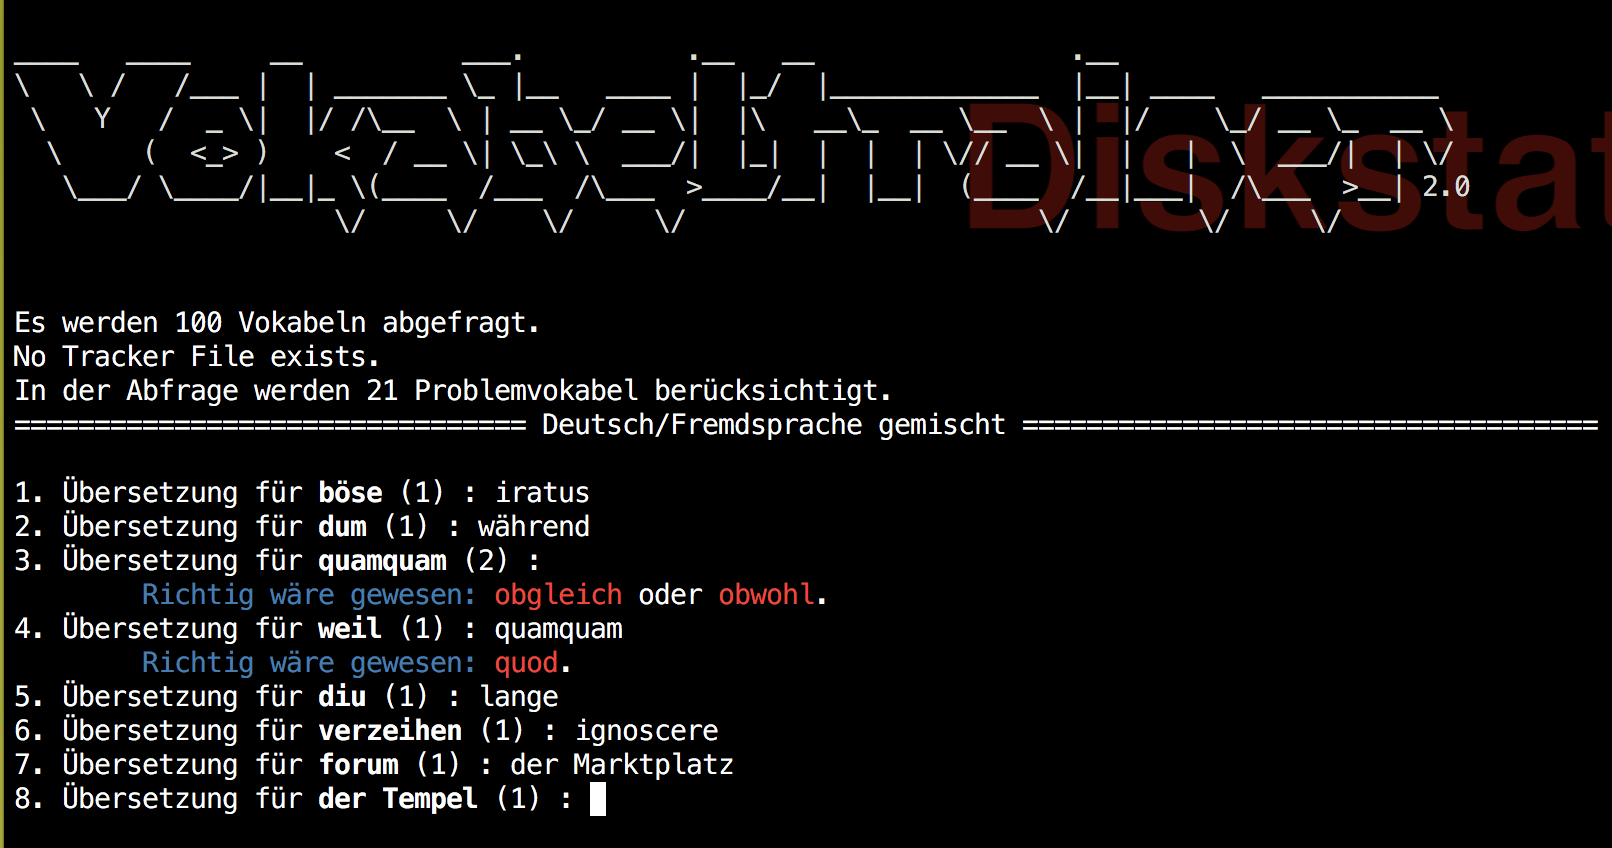 Vokabeltrainer 2.0
Diskstat
Es werden 100 Vokabeln abgefragt.
No Tracker File exists.
In der Abfrage werden 21 Problemvokabel berücksichtigt.
================================ Deutsch/Fremdsprache gemischt ====================================
1. Übersetzung für böse (1) : iratus
2. Übersetzung für dum (1) : während
3. Übersetzung für quamquam (2) :
Richtig wäre gewesen: obgleich oder obwohl.
4. Übersetzung für weil (1) : quamquam
Richtig wäre gewesen: quod.
5. Übersetzung für diu (1) : lange
6. Übersetzung für verzeihen (1) : ignoscere
7. Übersetzung für forum (1) : der Marktplatz
8. Übersetzung für der Tempel (1) :